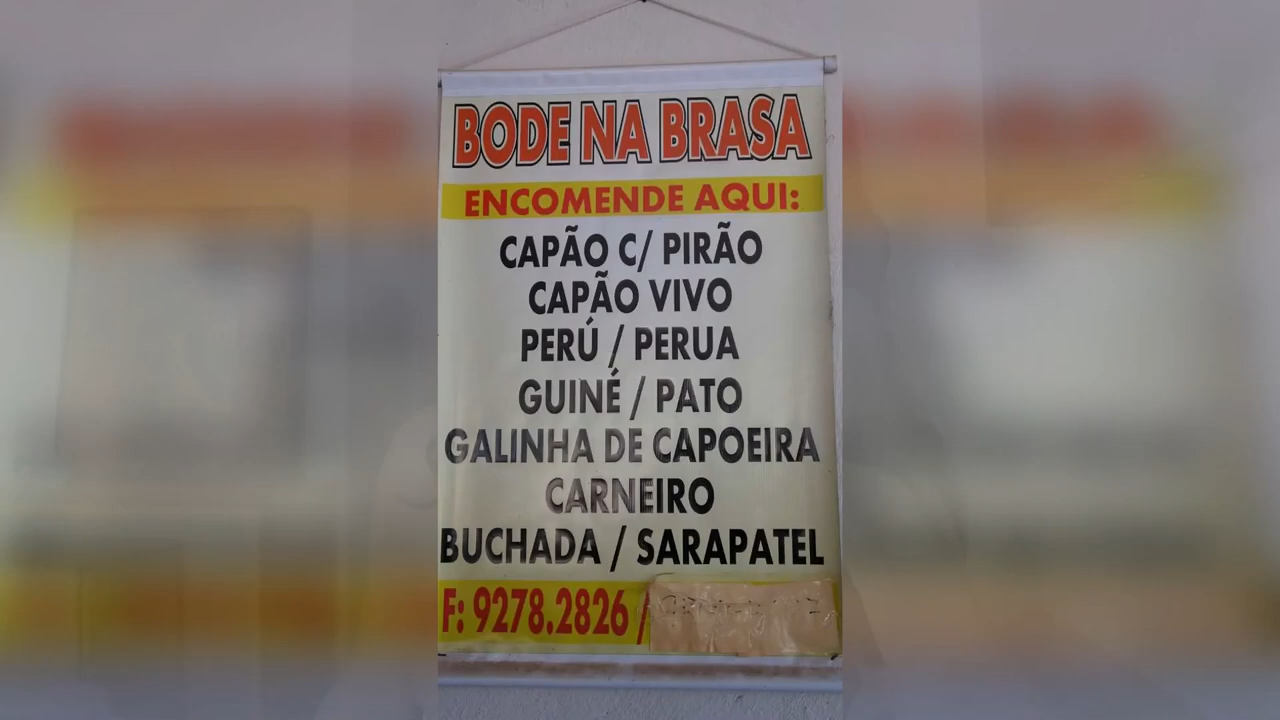 BODE NA BRASA
ENCOMENDE AQUI:
CAPÃO C/ PIRÃO
CAPÃO VIVO
PERÚ / PERUA
GUINÉ / PATO
GALINHA DE CAPOEIRA
CARNEIRO
BUCHADA / SARAPATEL
F: 9278.2826 /